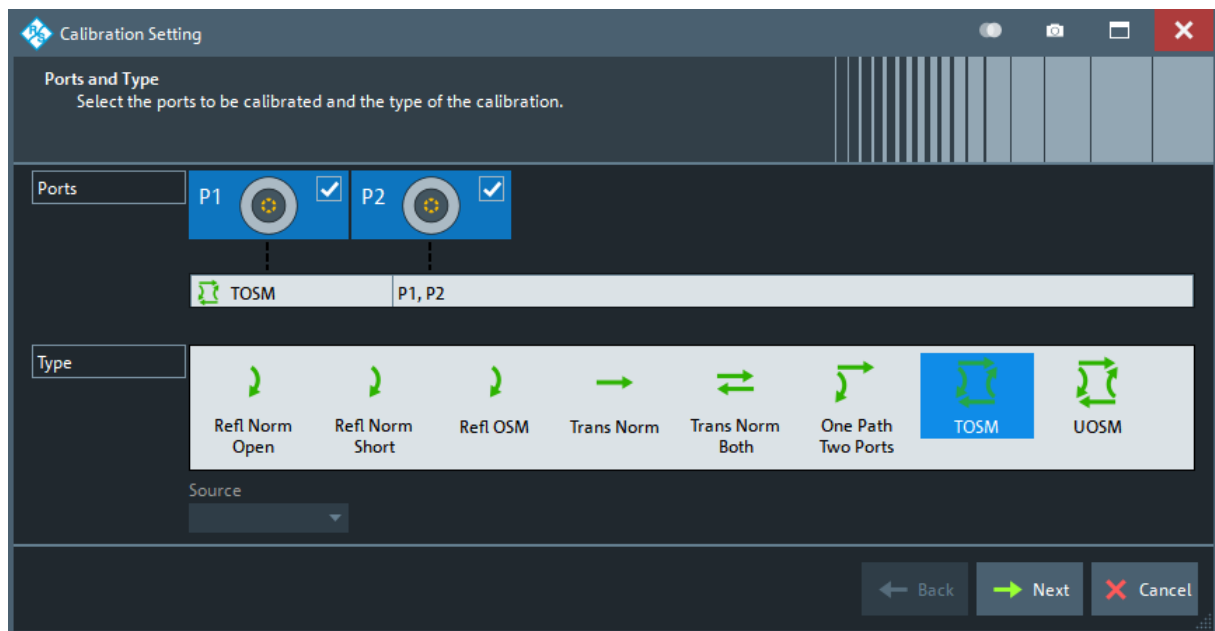 Calibration Setting
Ports and Type
Select the ports to be calibrated and the type of the calibration.
Ports
P1
P2
TOSM
P1, P2
Type
Refl Norm
Open
Refl Norm
Short
Refl OSM
Trans Norm
Trans Norm
Both
One Path
Two Ports
TOSM
UOSM
Source
Back
Next
Cancel